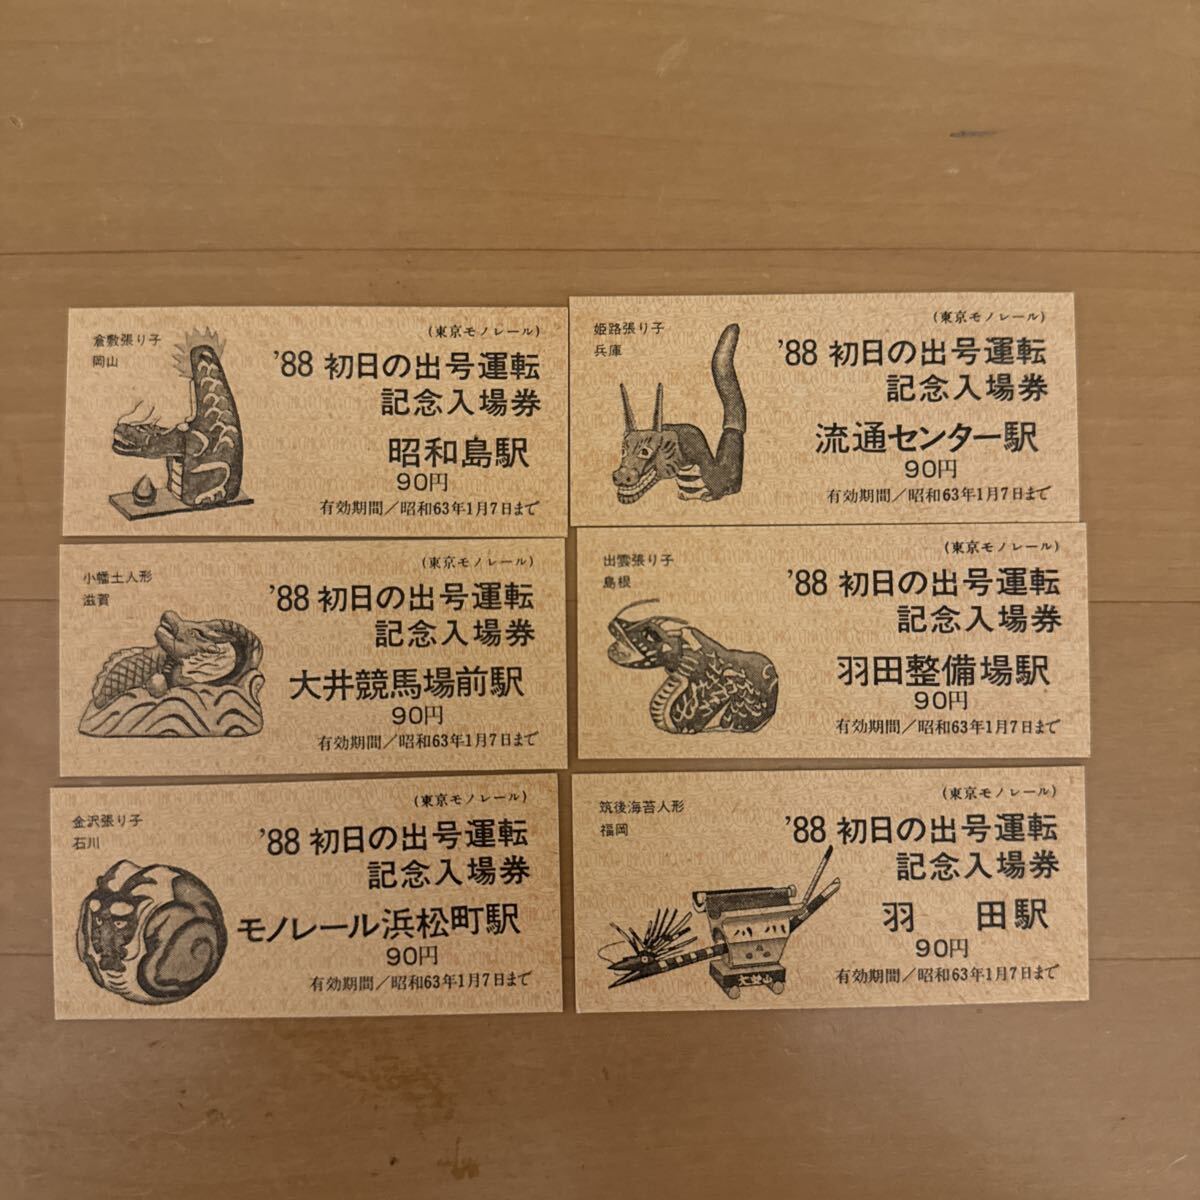 倉敷張り子
岡山
(東京モノレール)
'88 初日の出号運転
記念入場券
昭和島駅
90円
有効期間／昭和63年1月7日まで
姫路張り子
兵庫
(東京モノレール)
'88 初日の出号運転
記念入場券
流通センター駅
90円
有効期間／昭和63年1月7日まで
小幡土人形
滋賀
(東京モノレール)
'88 初日の出号運転
記念入場券
大井競馬場前駅
90円
有効期間／昭和63年1月7日まで
出雲張り子
島根
(東京モノレール)
'88 初日の出号運転
記念入場券
羽田整備場駅
90円
有効期間／昭和63年1月7日まで
金沢張り子
石川
(東京モノレール)
'88 初日の出号運転
記念入場券
モノレール浜松町駅
90円
有効期間／昭和63年1月7日まで
筑後海苔人形
福岡
(東京モノレール)
'88 初日の出号運転
記念入場券
羽　田駅
90円
有効期間／昭和63年1月7日まで